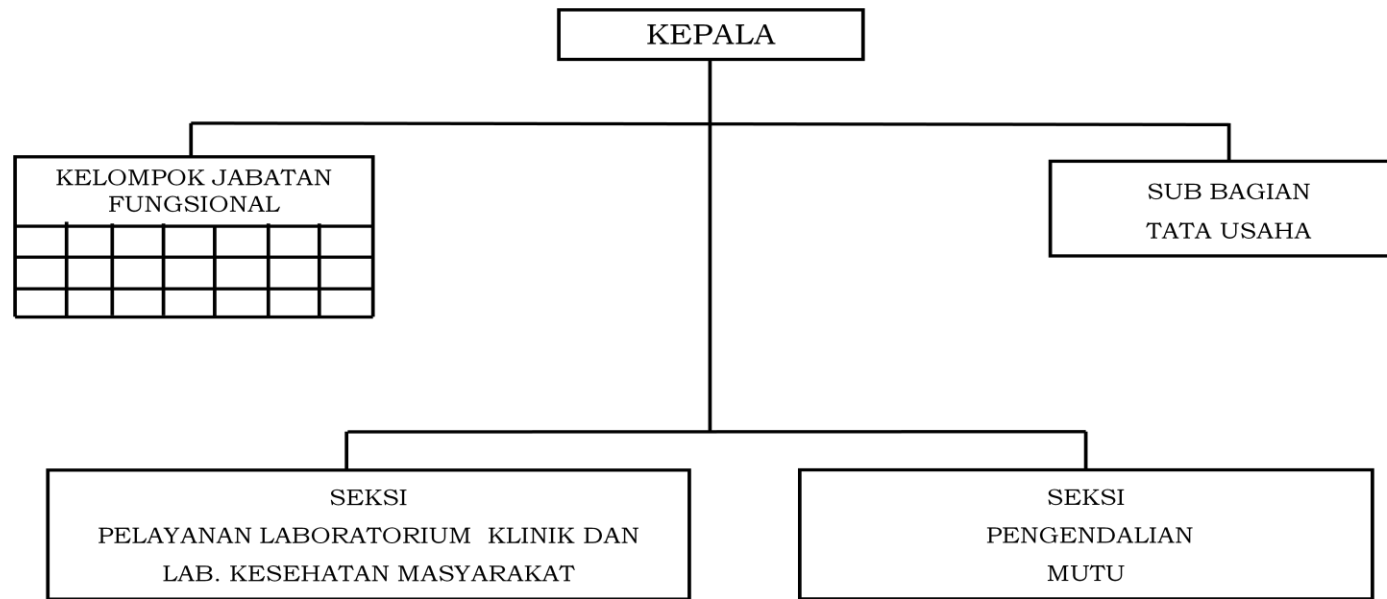 KEPALA
KELOMPOK JABATAN
FUNGSIONAL
SUB BAGIAN
TATA USAHA
SEKSI
PELAYANAN LABORATORIUM KLINIK DAN
LAB. KESEHATAN MASYARAKAT
SEKSI
PENGENDALIAN
MUTU